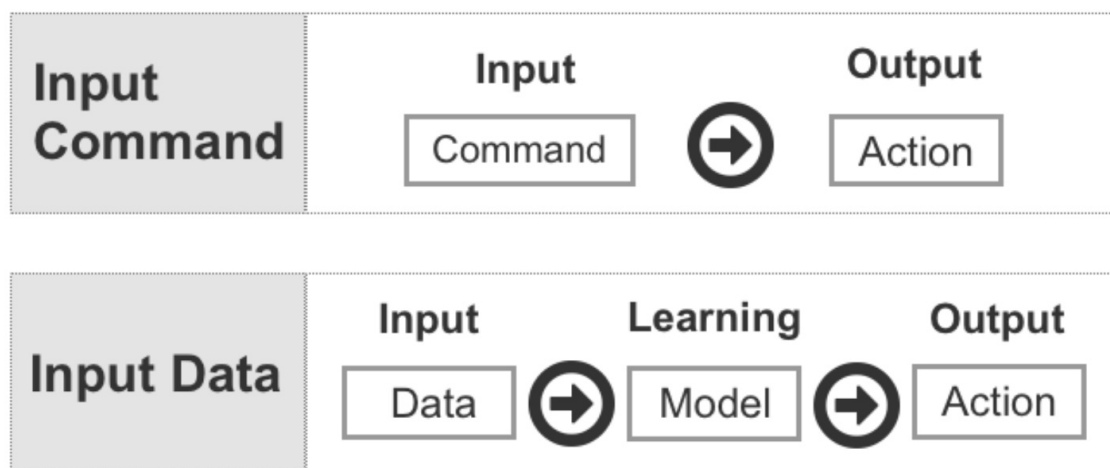 Input
Command
Input
Output
Command
Action
Input Data
Input
Learning
Output
Data
Model
Action